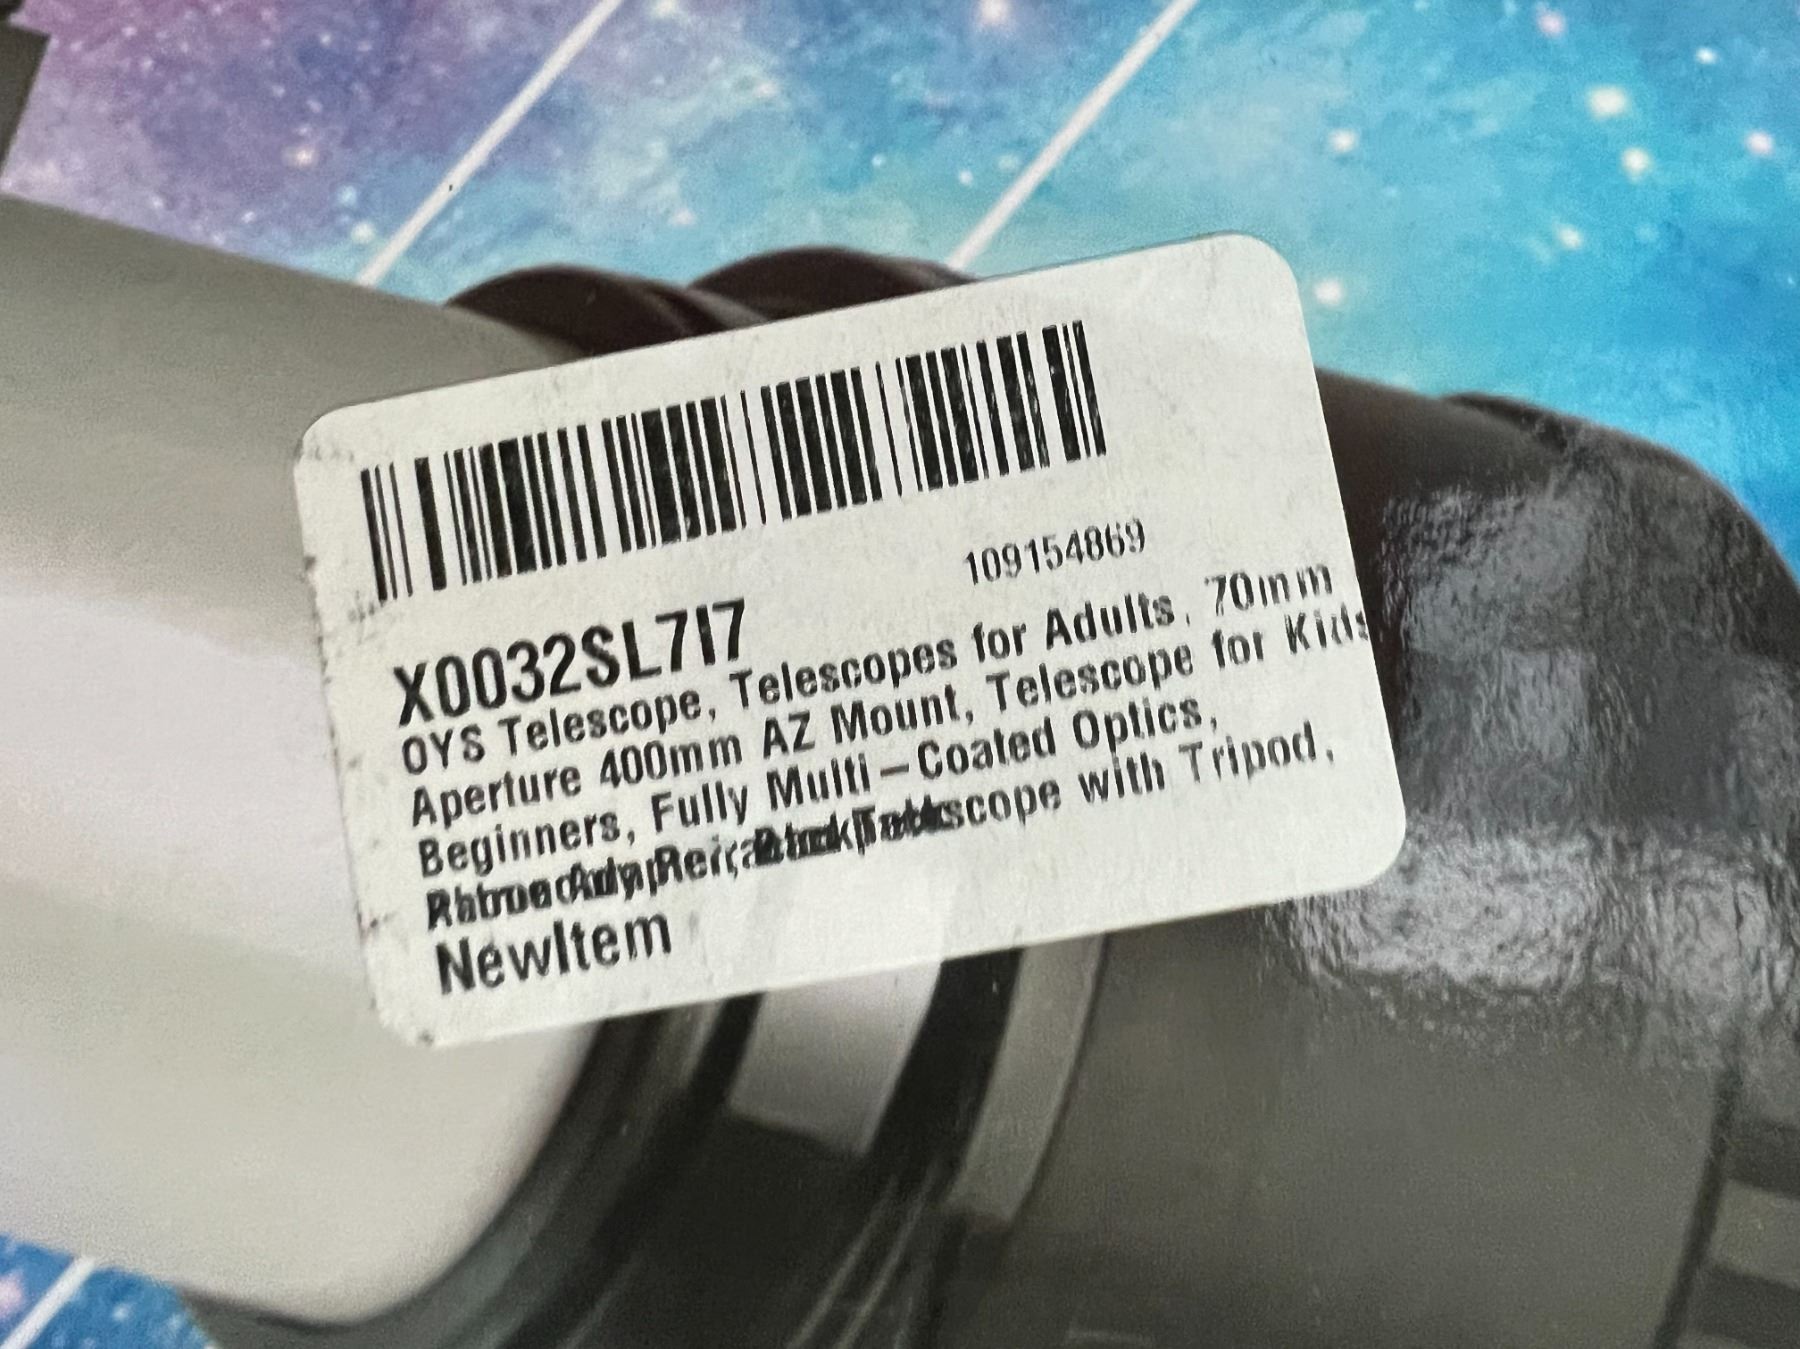 109154869
X0032SL7I7
OYS Telescope, Telescopes for Adults, 70mm
Aperture 400mm AZ Mount, Telescope for Kids
Beginners, Fully Multi-Coated Optics,
with Tripod,
NewItem